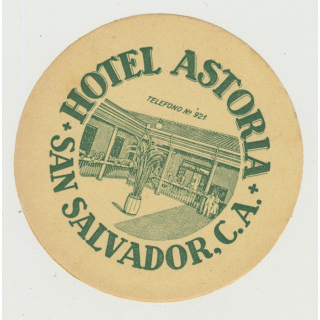 HOTEL ASTORIA
TELEFONO No 921
* SAN SALVADOR, C.A. *